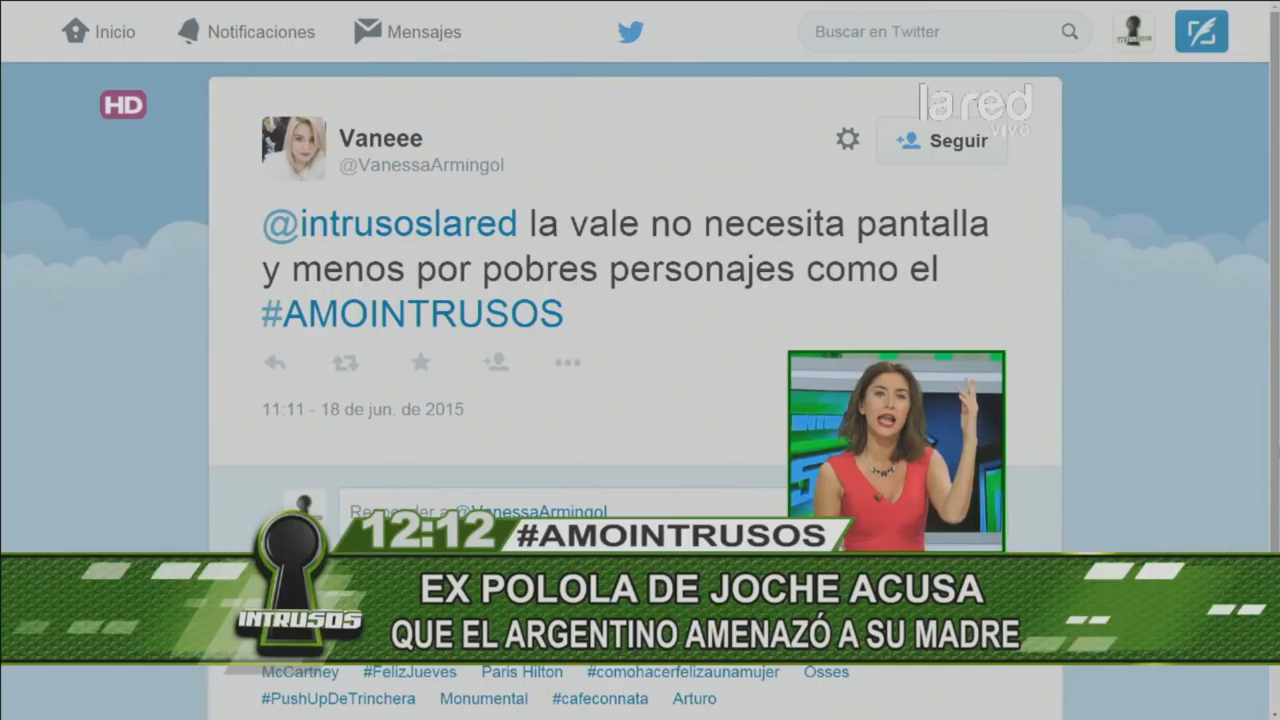 Inicio
Notificaciones
Mensajes
Buscar en Twitter
HD
la red
VIVO
Vaneee
@VanessaArmingol
Seguir
@intrusoslared la vale no necesita pantalla
y menos por pobres personajes como el
#AMOINTRUSOS
11:11 - 18 de jun. de 2015
Responder a @VanessaArmingol
12:12
#AMOINTRUSOS
INTRUSOS
EX POLOLA DE JOCHE ACUSA
QUE EL ARGENTINO AMENAZÓ A SU MADRE
McCartney #FelizJueves Paris Hilton #comohacerfelizaunamujer Osses
#PushUpDeTrinchera Monumental #cafeconnata Arturo